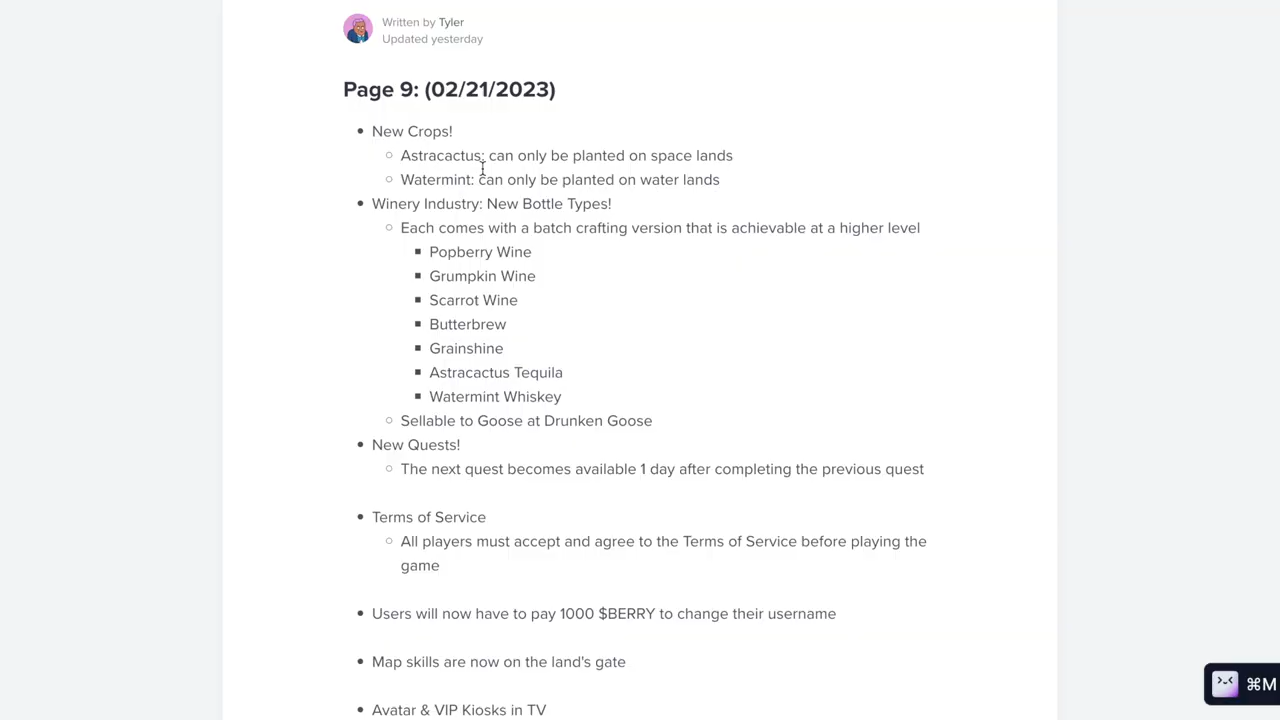 Written by Tyler
Updated yesterday
Page 9: (02/21/2023)
New Crops!
Astracactus: can only be planted on space lands
Watermint: can only be planted on water lands
Winery Industry: New Bottle Types!
Each comes with a batch crafting version that is achievable at a higher level
Popberry Wine
Grumpkin Wine
Scarrot Wine
Butterbrew
Grainshine
Astracactus Tequila
Watermint Whiskey
Sellable to Goose at Drunken Goose
New Quests!
The next quest becomes available 1 day after completing the previous quest
Terms of Service
All players must accept and agree to the Terms of Service before playing the
game
Users will now have to pay 1000 $BERRY to change their username
Map skills are now on the land's gate
⌘M
Avatar & VIP Kiosks in TV